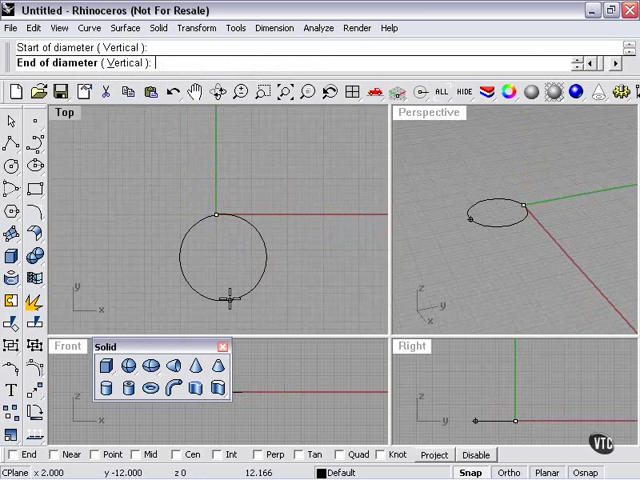 Untitled - Rhinoceros (Not For Resale)
File Edit View Curve Surface Solid Transform Tools Dimension Analyze Render Help
Start of diameter ( Vertical ):
End of diameter ( Vertical ):
ALL HIDE
Top
Perspective
y
x
z
y
x
Front
Solid
Right
T
z
x
z
y
VTC
End Near Point Mid Cen Int Perp Tan Quad Knot Project Disable
CPlane x 2.000 y -12.000 z 0 12.166 Default Snap Ortho Planar Osnap